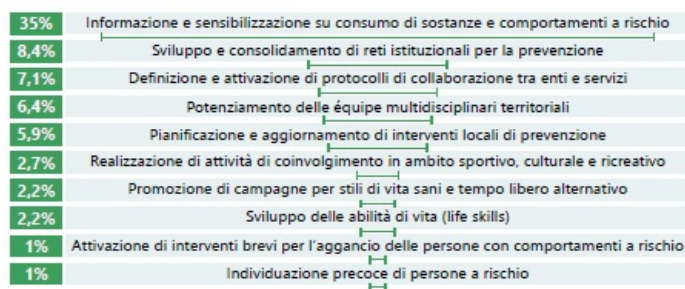 35% Informazione e sensibilizzazione su consumo di sostanze e comportamenti a rischio
8,4% Sviluppo e consolidamento di reti istituzionali per la prevenzione
7,1% Definizione e attivazione di protocolli di collaborazione tra enti e servizi
6,4% Potenziamento delle équipe multidisciplinari territoriali
5,9% Pianificazione e aggiornamento di interventi locali di prevenzione
2,7% Realizzazione di attività di coinvolgimento in ambito sportivo, culturale e ricreativo
2,2% Promozione di campagne per stili di vita sani e tempo libero alternativo
2,2% Sviluppo delle abilità di vita (life skills)
1% Attivazione di interventi brevi per l'aggancio delle persone con comportamenti a rischio
1% Individuazione precoce di persone a rischio